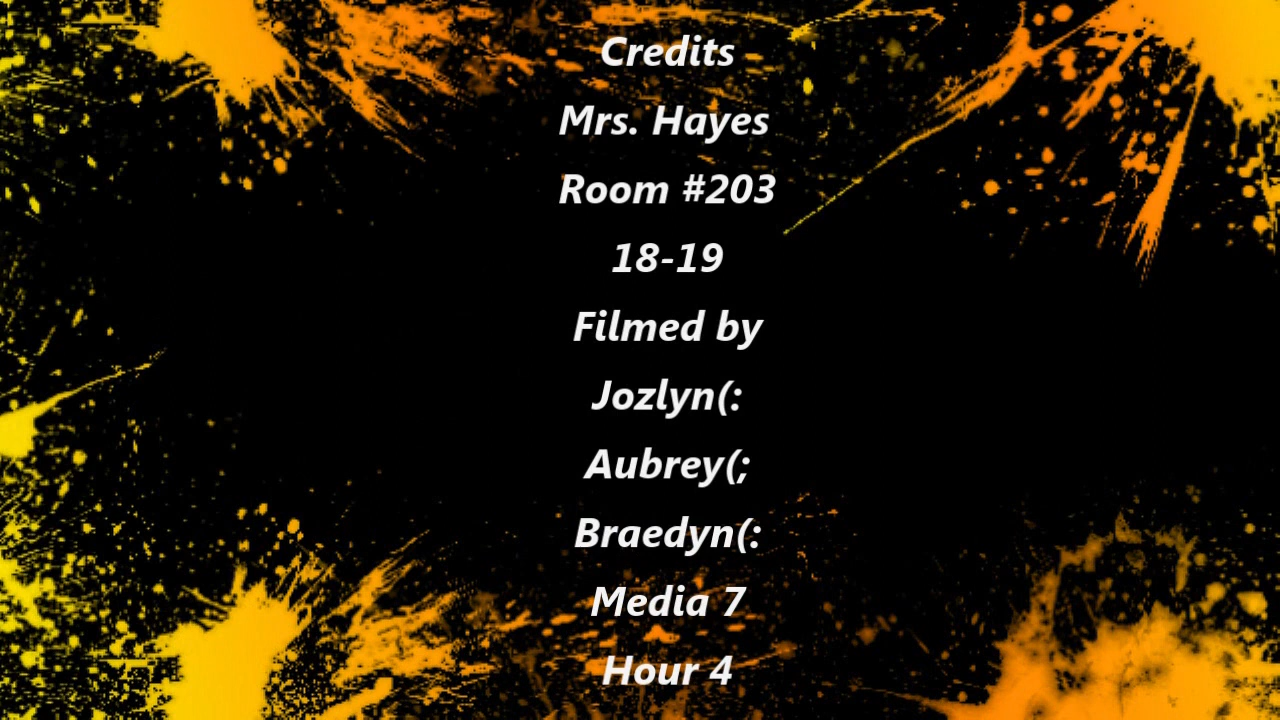 Credits
Mrs. Hayes
Room #203
18-19
Filmed by
Jozlyn(:
Aubrey(;
Braedyn(:
Media 7
Hour 4